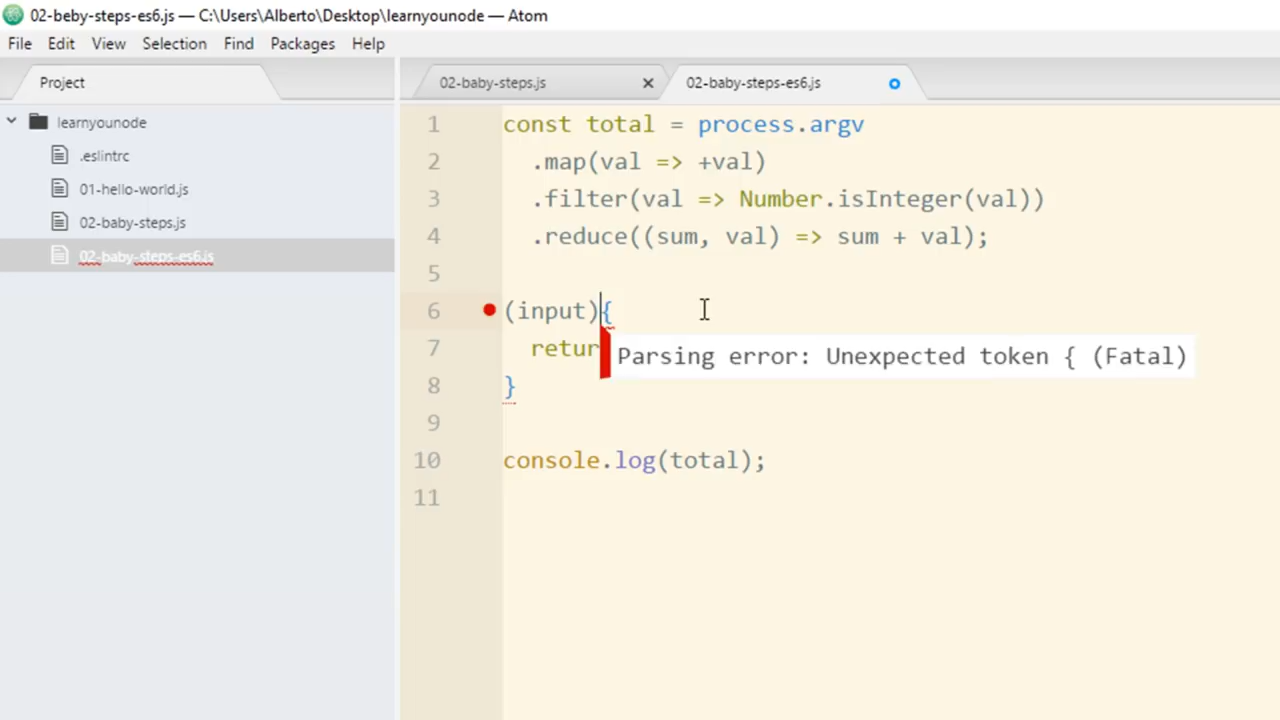 02-beby-steps-es6.js — C:\Users\Alberto\Desktop\learnyounode — Atom
File Edit View Selection Find Packages Help
Project
02-baby-steps.js
02-baby-steps-es6.js
learnyounode
.eslintrc
01-hello-world.js
02-baby-steps.js
02-baby-steps-es6.js
1 const total = process.argv
2 .map(val => +val)
3 .filter(val => Number.isInteger(val))
4 .reduce((sum, val) => sum + val);
5
6 (input){
7 retur
Parsing error: Unexpected token { (Fatal)
8 }
9
10 console.log(total);
11